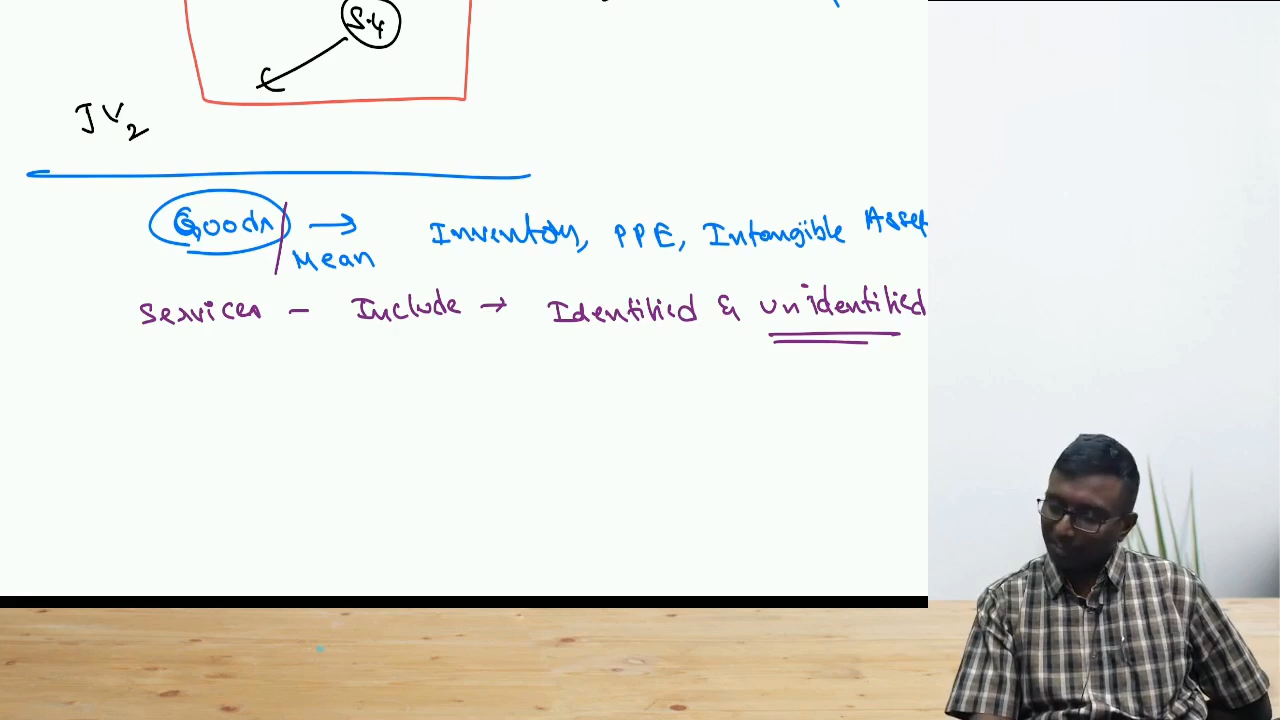 S.4
JV2
Goods → Inventory, PPE, Intangible Asset
Mean
Services - Include → Identified & unidentified